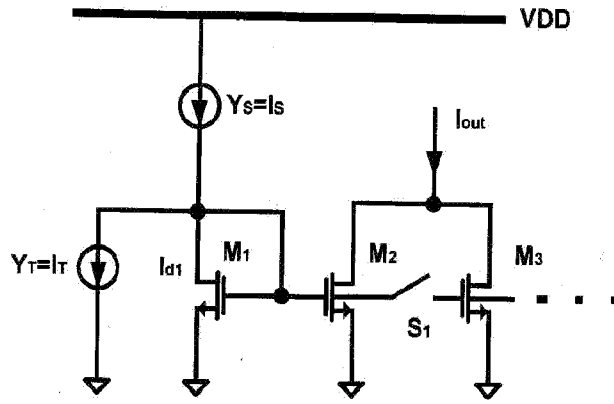 VDD
Ys=Is
Iout
YT=IT
Id1
M1
M2
S1
M3